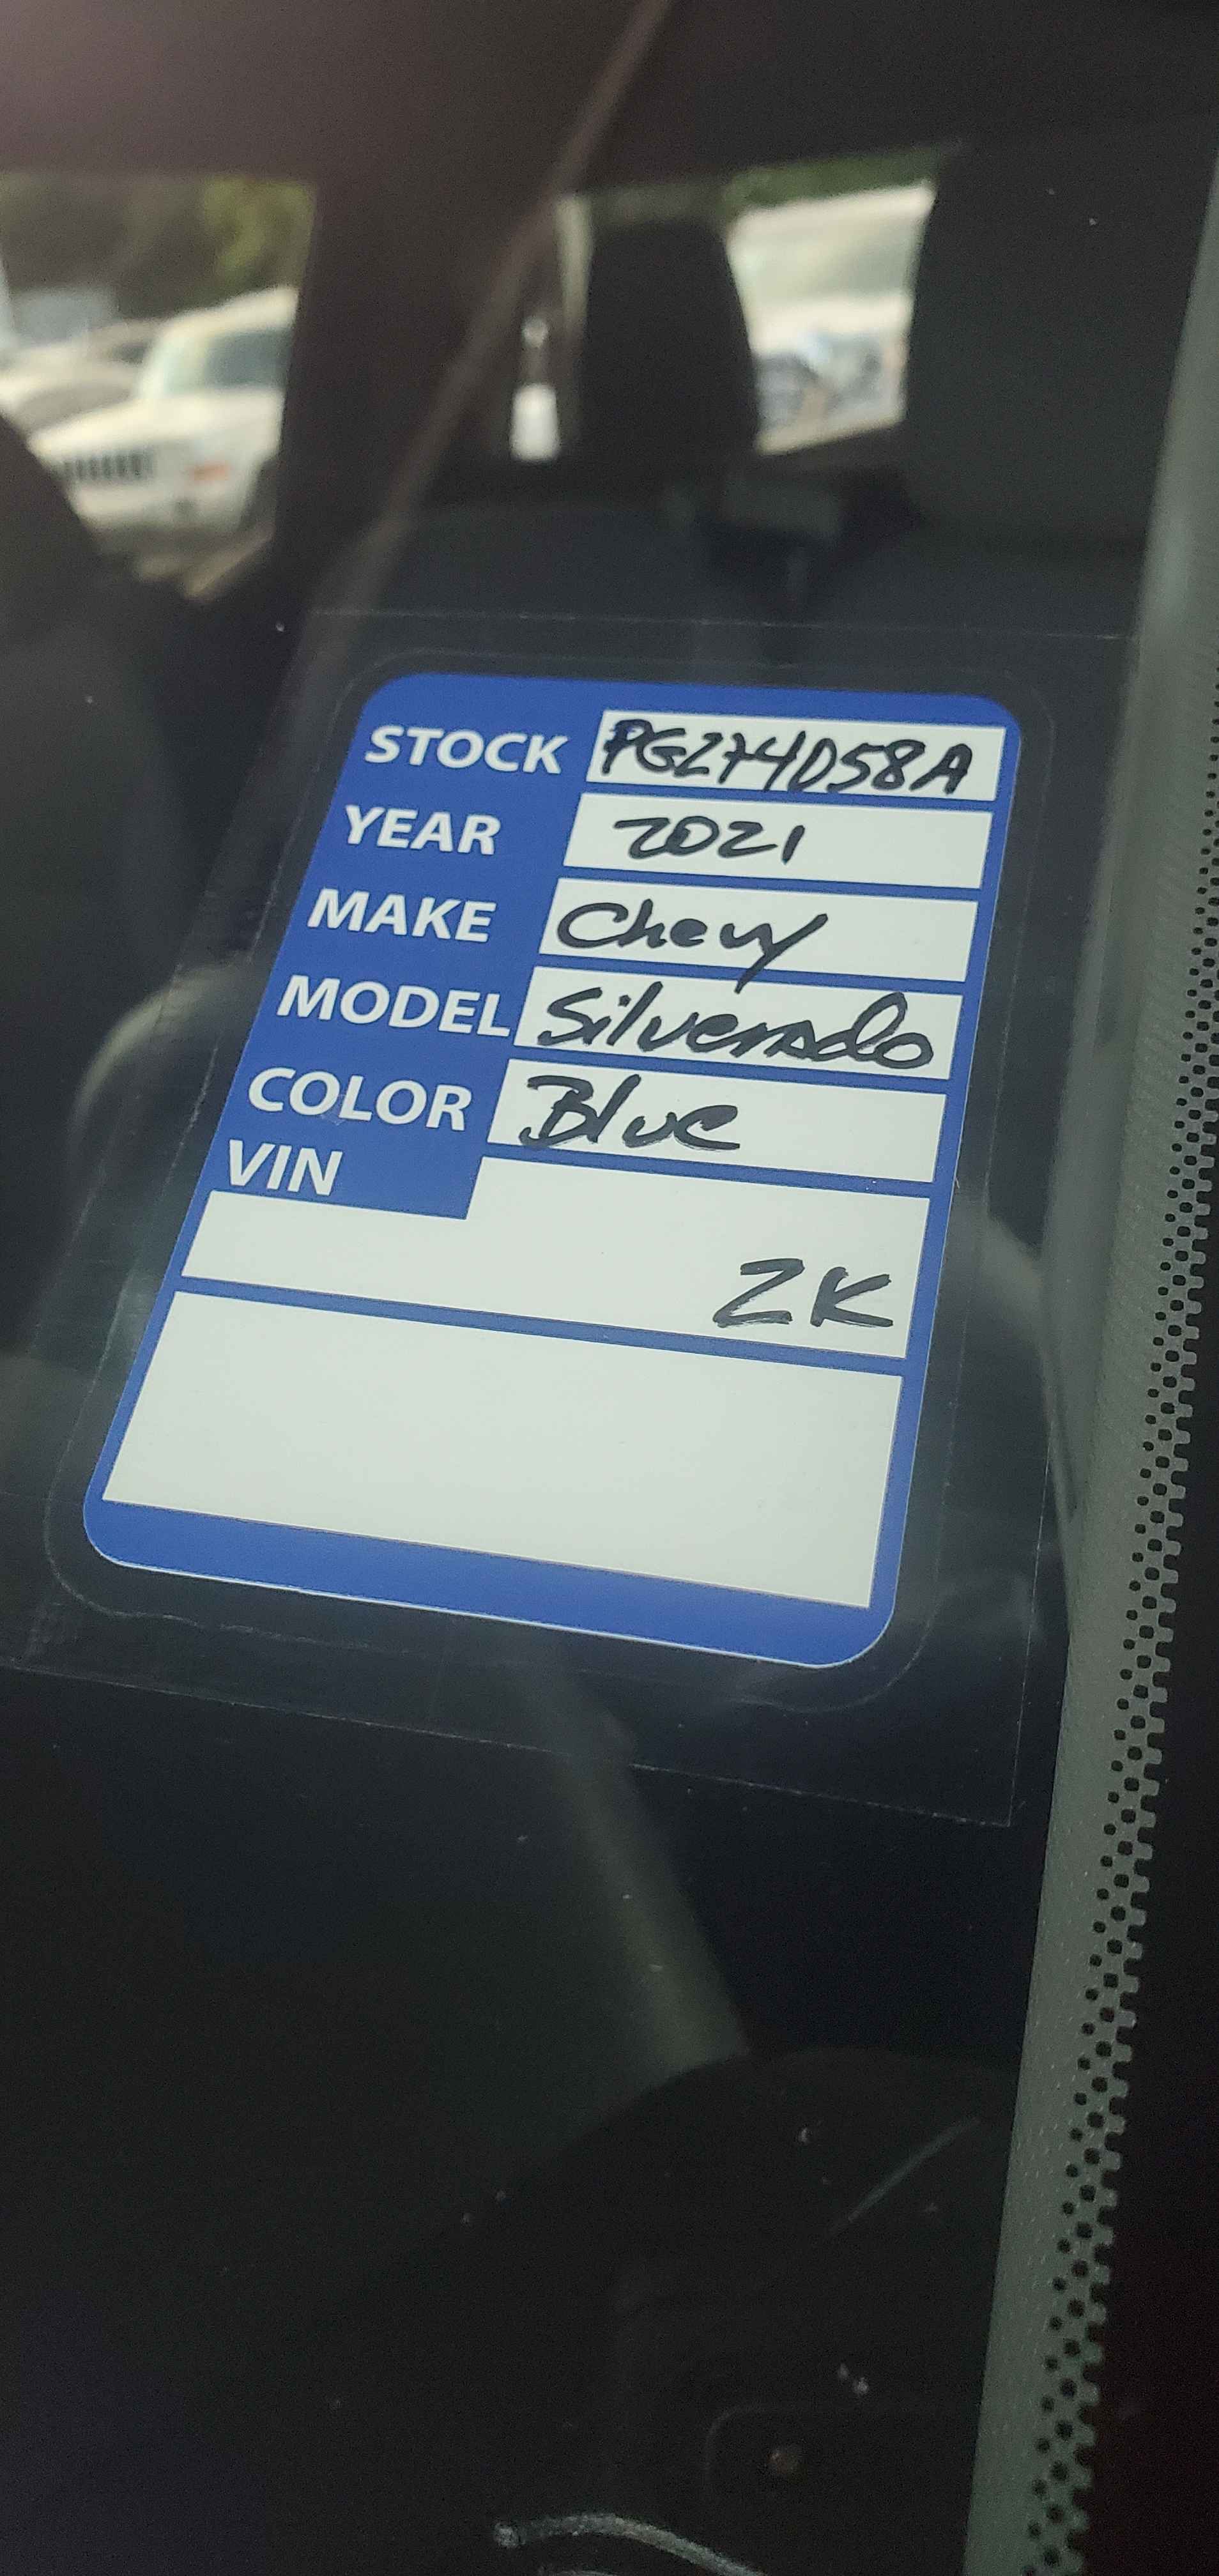 STOCK PG274058A
YEAR 2021
MAKE Chevy
MODEL Silverado
COLOR Blue
VIN
ZK